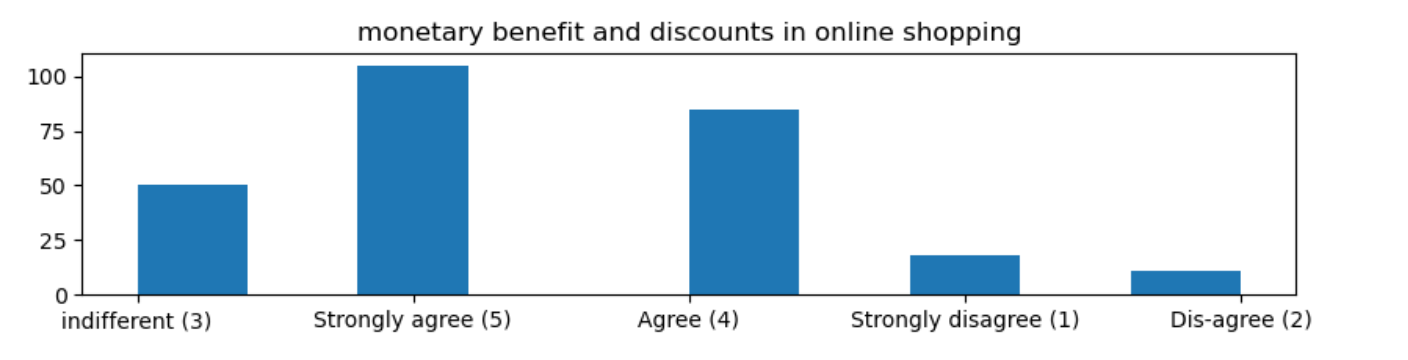 monetary benefit and discounts in online shopping
100
75
50
25
0
indifferent (3) Strongly agree (5) Agree (4) Strongly disagree (1) Dis-agree (2)